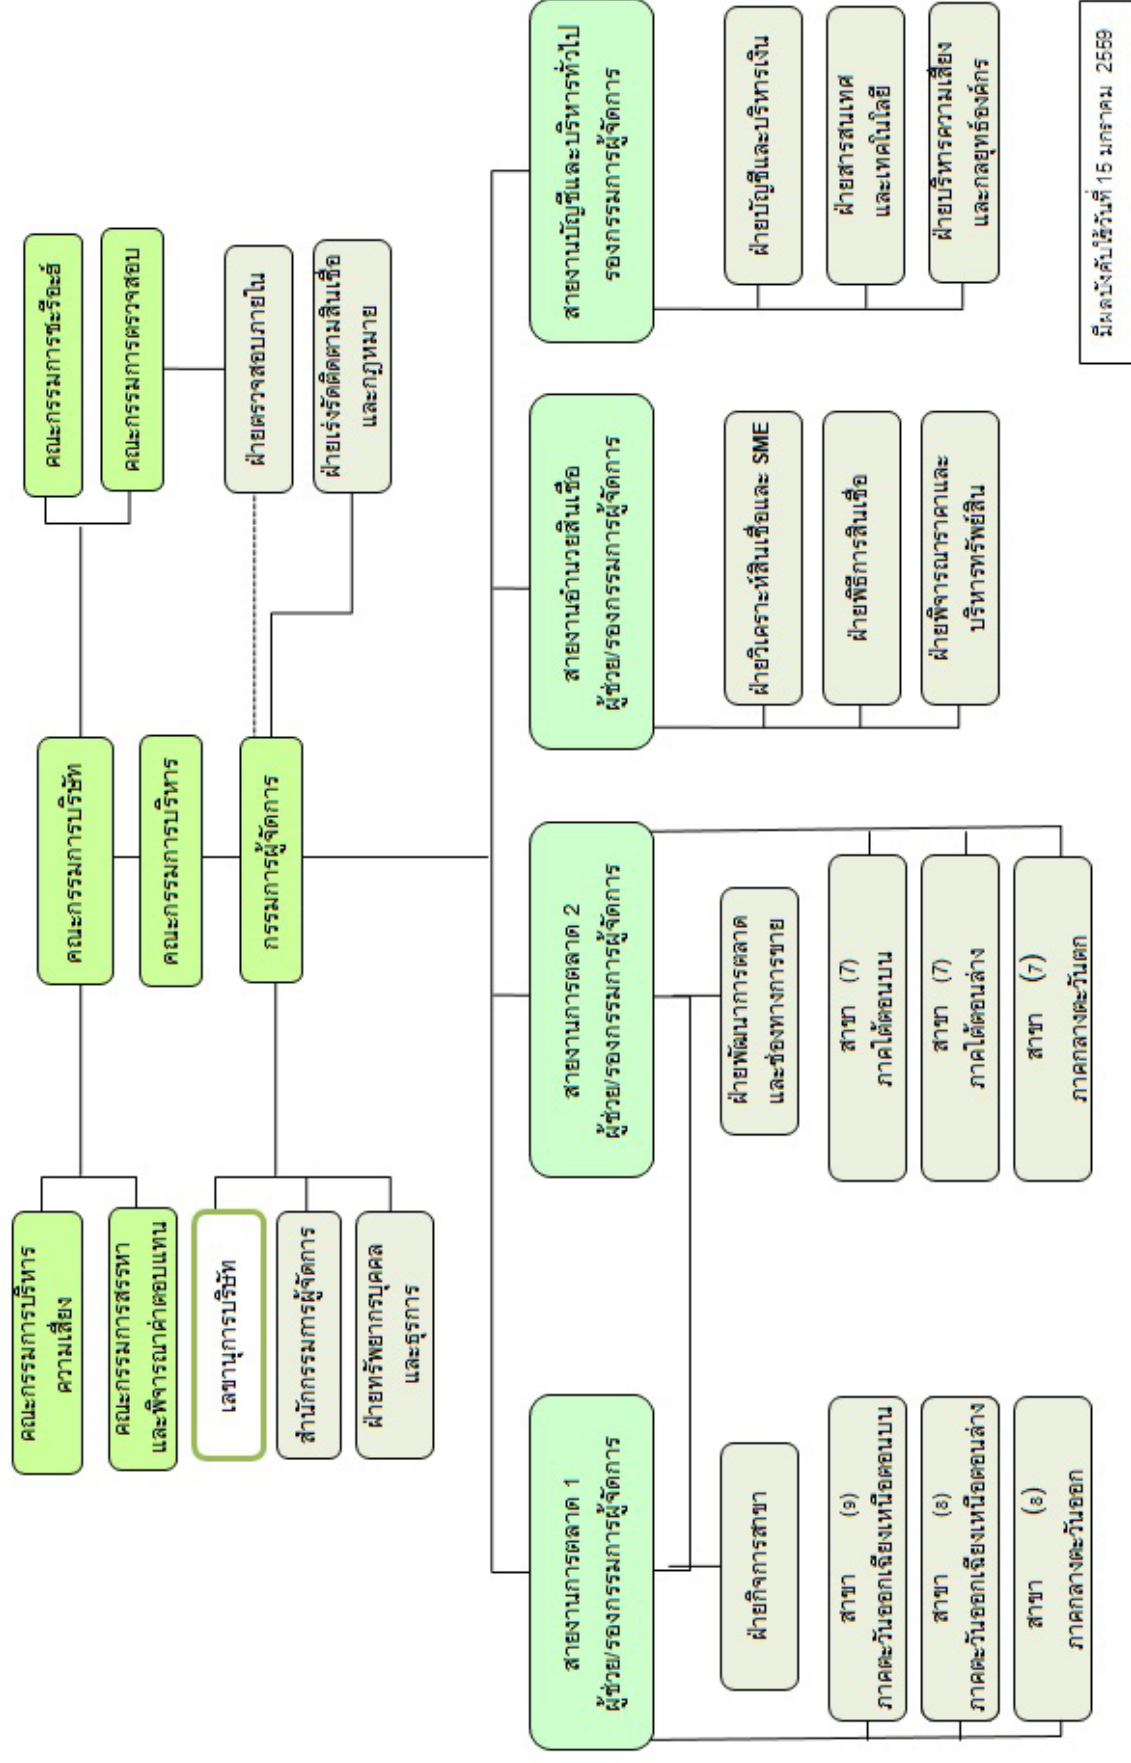 คณะกรรมการบริษัท
คณะกรรมการบริหาร
ความเสี่ยง
คณะกรรมการสรรหา
และพิจารณาค่าตอบแทน
คณะกรรมการชะรีอะฮ์
คณะกรรมการตรวจสอบ
คณะกรรมการบริหาร
กรรมการผู้จัดการ
เลขานุการบริษัท
สำนักกรรมการผู้จัดการ
ฝ่ายทรัพยากรบุคคล
และธุรการ
ฝ่ายตรวจสอบภายใน
ฝ่ายเร่งรัดติดตามสินเชื่อ
และกฎหมาย
สายงานการตลาด 1
ผู้ช่วย/รองกรรมการผู้จัดการ
ฝ่ายกิจการสาขา
สาขา (9)
ภาคตะวันออกเฉียงเหนือตอนบน
สาขา (8)
ภาคตะวันออกเฉียงเหนือตอนล่าง
สาขา (8)
ภาคกลางตะวันออก
สายงานการตลาด 2
ผู้ช่วย/รองกรรมการผู้จัดการ
ฝ่ายพัฒนาการตลาด
และช่องทางการขาย
สาขา (7)
ภาคใต้ตอนบน
สาขา (7)
ภาคใต้ตอนล่าง
สาขา (7)
ภาคกลางตะวันตก
สายงานอำนวยสินเชื่อ
ผู้ช่วย/รองกรรมการผู้จัดการ
ฝ่ายวิเคราะห์สินเชื่อและ SME
ฝ่ายพิธีการสินเชื่อ
ฝ่ายพิจารณาราคาและ
บริหารทรัพย์สิน
สายงานบัญชีและบริหารทั่วไป
รองกรรมการผู้จัดการ
ฝ่ายบัญชีและบริหารเงิน
ฝ่ายสารสนเทศ
และเทคโนโลยี
ฝ่ายบริหารความเสี่ยง
และกลยุทธ์องค์กร
มีผลบังคับใช้วันที่ 15 มกราคม 2559